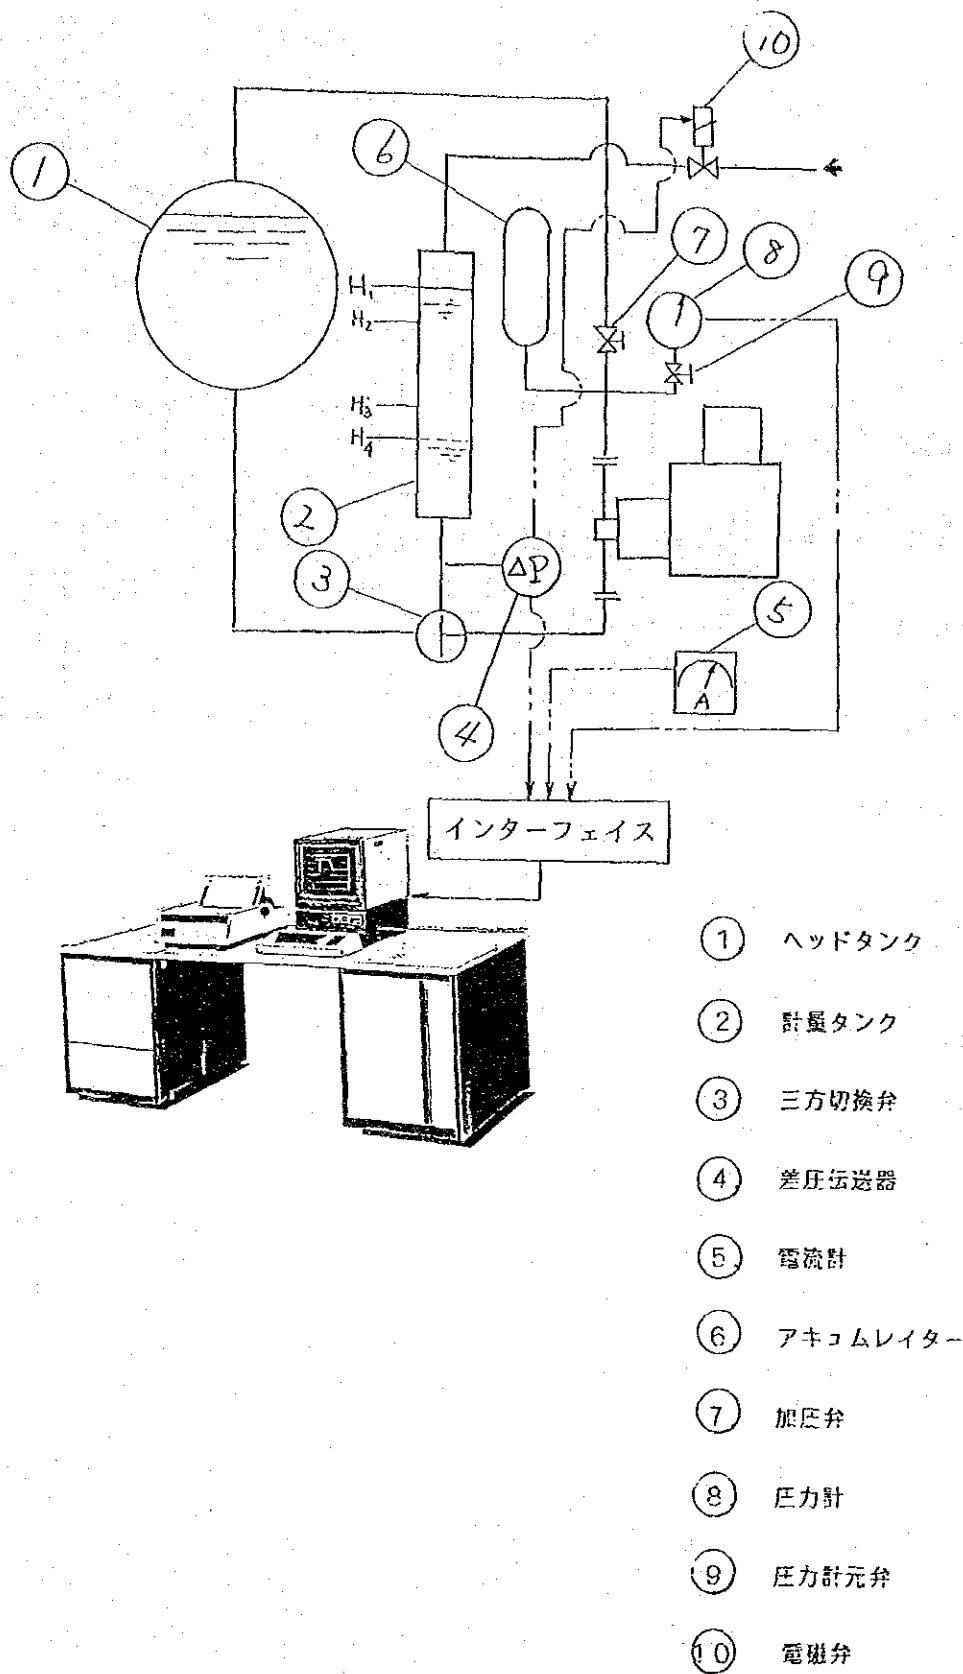 10
1
6
7
8
9
H₁
H₂
H₃
H₄
2
3
ΔP
5
A
4
インターフェイス
① ヘッドタンク
② 計量タンク
③ 三方切換弁
④ 差圧伝送器
⑤ 電流計
⑥ アキュムレイター
⑦ 加圧弁
⑧ 圧力計
⑨ 圧力計元弁
⑩ 電磁弁